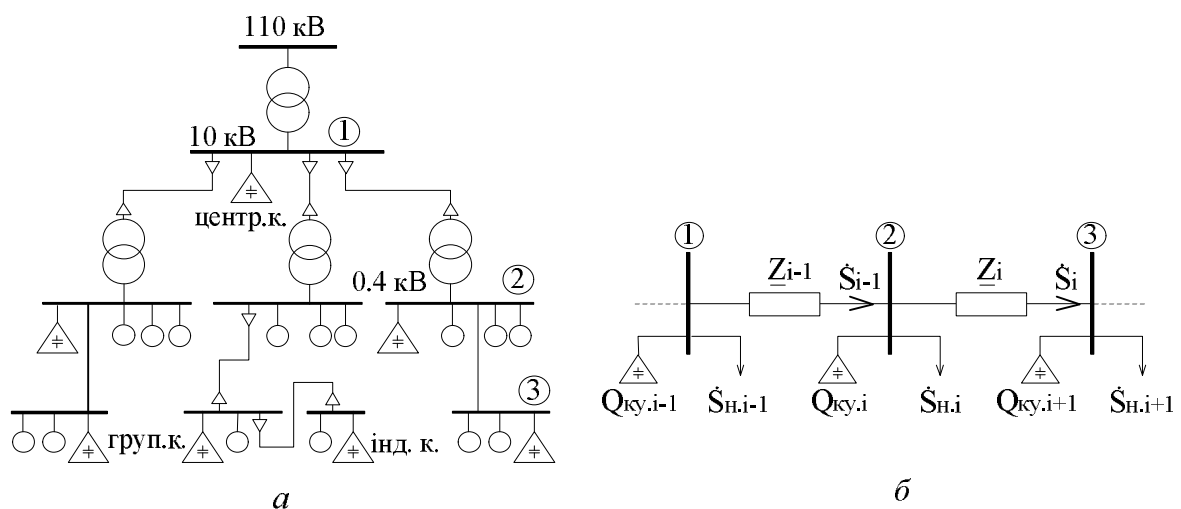 110 кВ
10 кВ
1
центр.к.
0.4 кВ
2
3
груп.к.
інд. к.
а
1
2
3
Zi-1
Ṡi-1
Zi
Ṡi
Qку.i-1
Ṡн.i-1
Qку.i
Ṡн.i
Qку.i+1
Ṡн.i+1
б